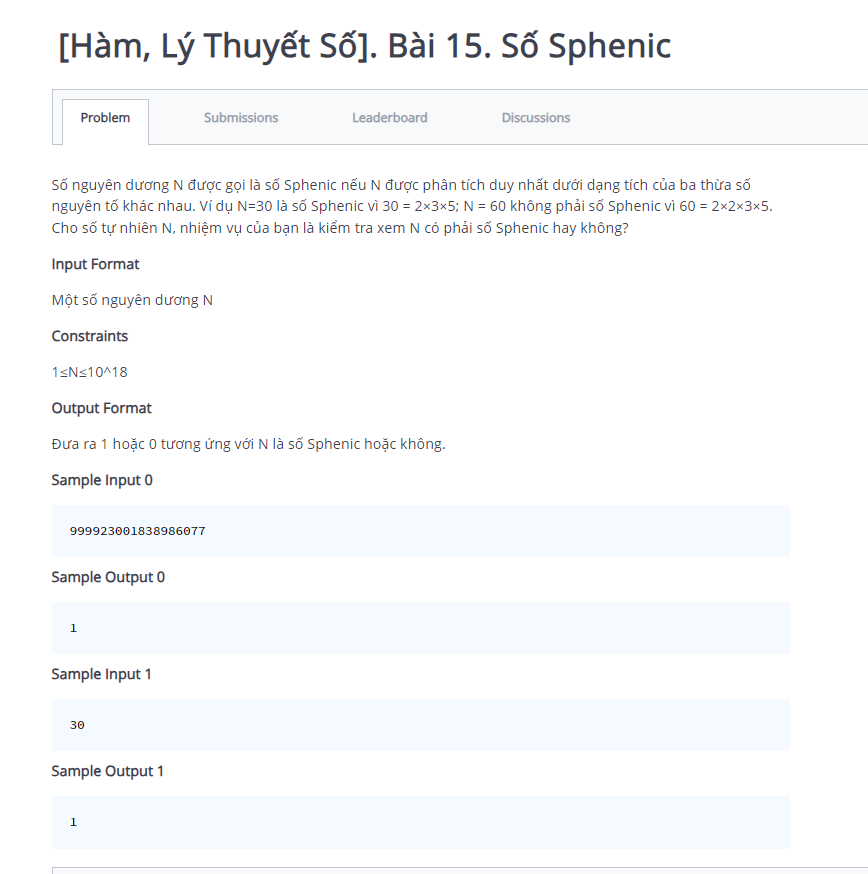 [Hàm, Lý Thuyết Số]. Bài 15. Số Sphenic
Problem Submissions Leaderboard Discussions
Số nguyên dương N được gọi là số Sphenic nếu N được phân tích duy nhất dưới dạng tích của ba thừa số
nguyên tố khác nhau. Ví dụ N=30 là số Sphenic vì 30 = 2×3×5; N = 60 không phải số Sphenic vì 60 = 2×2×3×5.
Cho số tự nhiên N, nhiệm vụ của bạn là kiểm tra xem N có phải số Sphenic hay không?
Input Format
Một số nguyên dương N
Constraints
1≤N≤10^18
Output Format
Đưa ra 1 hoặc 0 tương ứng với N là số Sphenic hoặc không.
Sample Input 0
999923001838986077
Sample Output 0
1
Sample Input 1
30
Sample Output 1
1